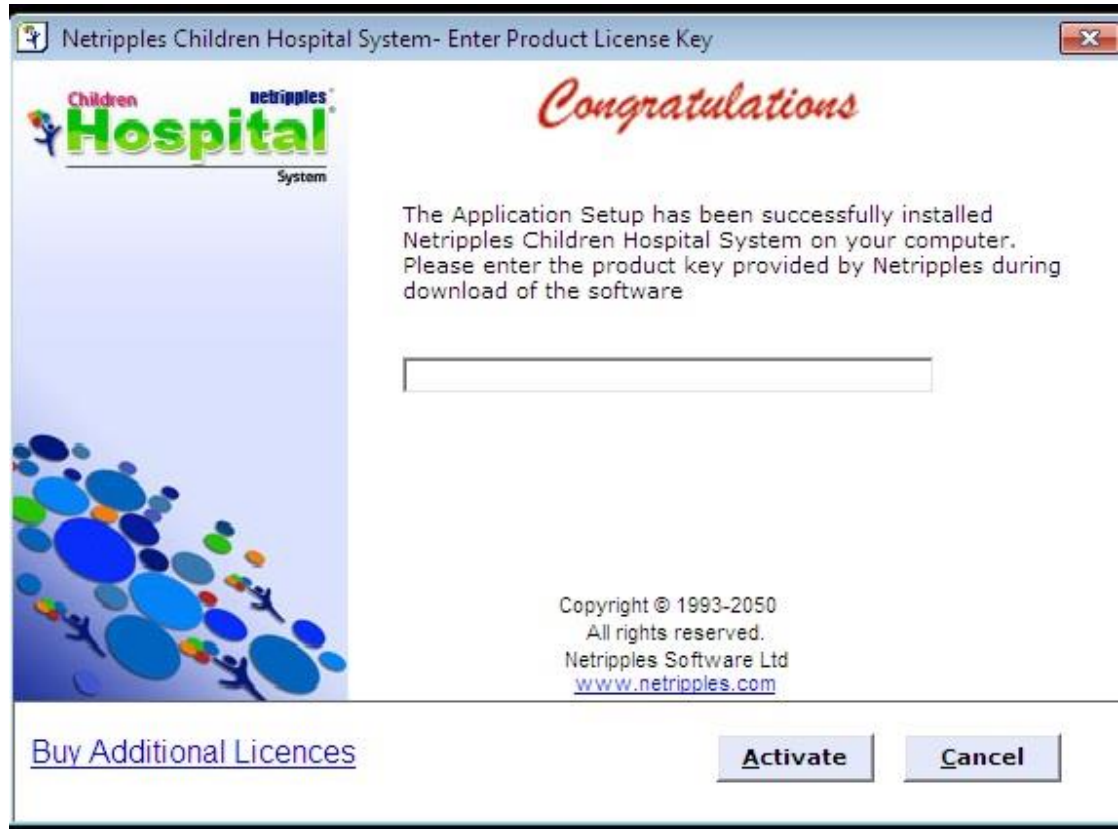 Netripples Children Hospital System- Enter Product License Key
Children netripples
Hospital
System
Congratulations
The Application Setup has been successfully installed
Netripples Children Hospital System on your computer.
Please enter the product key provided by Netripples during
download of the software
Copyright © 1993-2050
All rights reserved.
Netripples Software Ltd
www.netripples.com
Buy Additional Licences
Activate Cancel